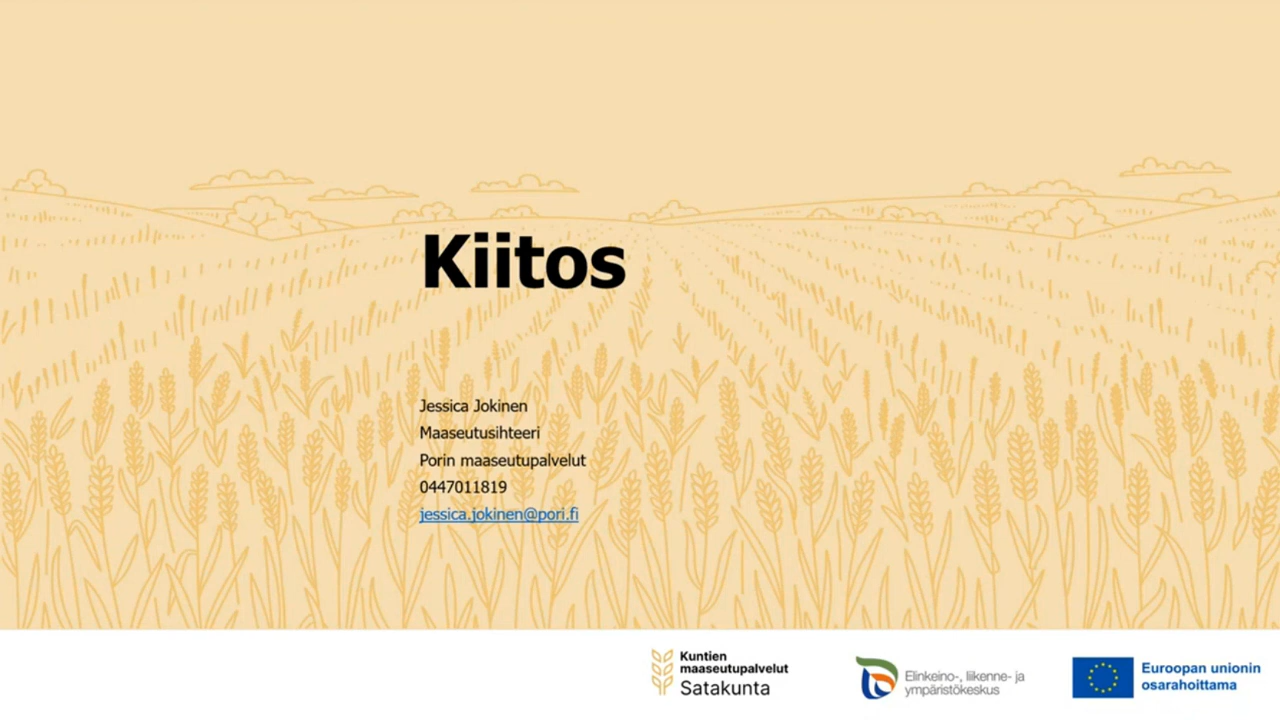 Kiitos
Jessica Jokinen
Maaseutusihteeri
Porin maaseutupalvelut
0447011819
jessica.jokinen@pori.fi
Kuntien
maaseutupalvelut
Satakunta
Elinkeino-, liikenne- ja
ympäristökeskus
Euroopan unionin
osarahoittama